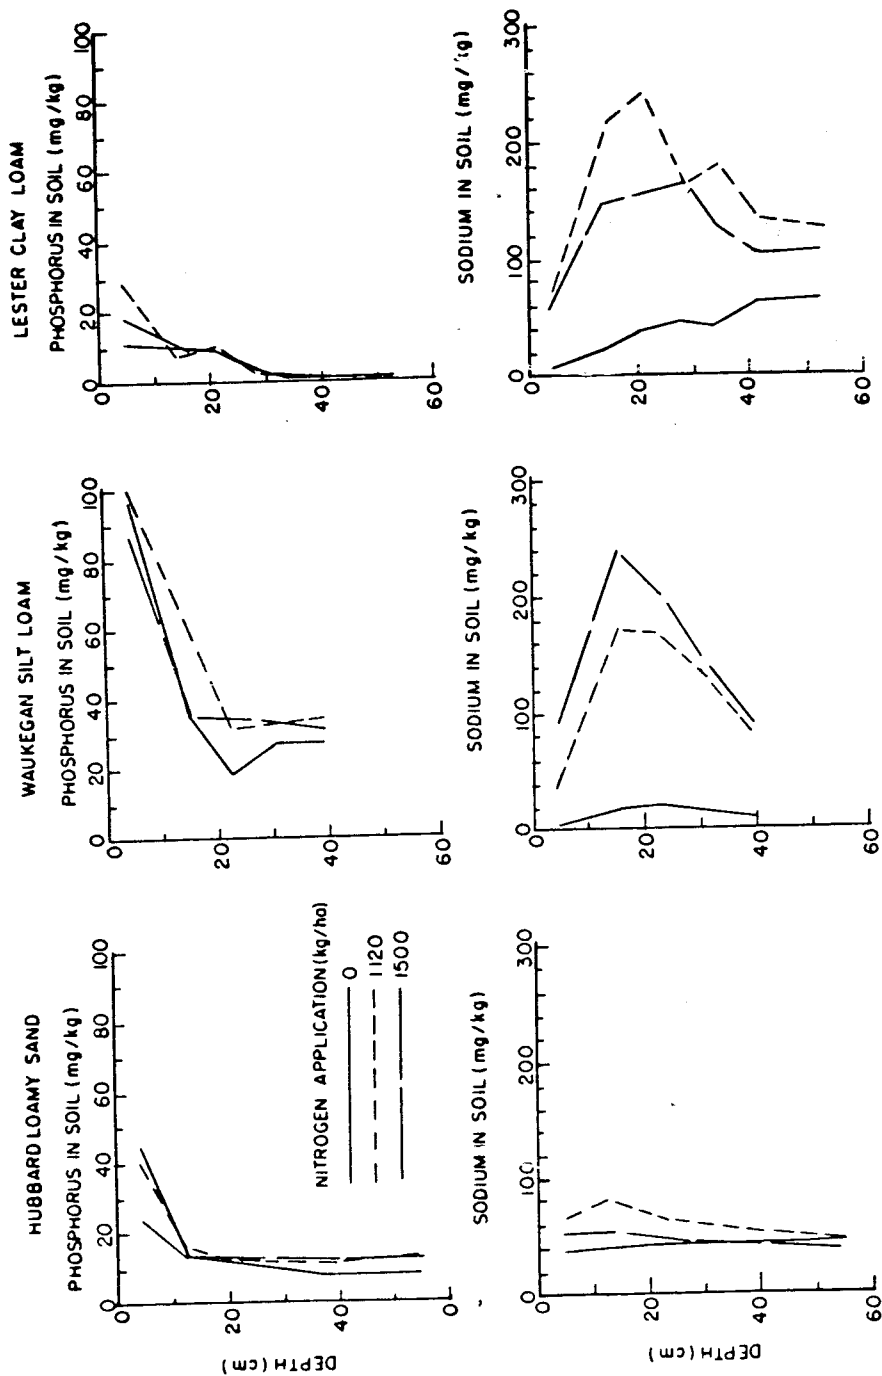 HUBBARD LOAMY SAND
PHOSPHORUS IN SOIL (mg/kg)
0 20 40 60 80 100
20
40
0
DEPTH (cm)
NITROGEN APPLICATION (kg/ha)
0
1120
1500
WAUKEGAN SILT LOAM
PHOSPHORUS IN SOIL (mg/kg)
0 20 40 60 80 100
0
20
40
60
LESTER CLAY LOAM
PHOSPHORUS IN SOIL (mg/kg)
0 20 40 60 80 100
0
20
40
60
SODIUM IN SOIL (mg/kg)
0 100 200 300
0
20
40
60
DEPTH (cm)
SODIUM IN SOIL (mg/kg)
0 100 200 300
0
20
40
60
SODIUM IN SOIL (mg/kg)
0 100 200 300
0
20
40
60